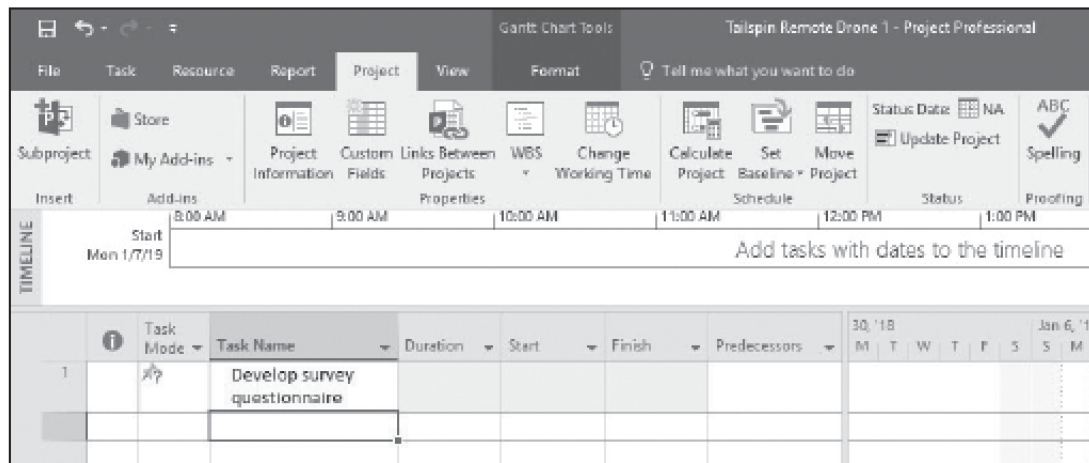 Gantt Chart Tools
Tailspin Remote Drone 1 - Project Professional
File Task Resource Report Project View Format Tell me what you want to do
Subproject
Store
My Add-ins
Project Information
Custom Fields
Links Between Projects
WBS
Change Working Time
Calculate Project
Set Baseline
Move Project
Status Date: NA
Update Project
ABC
Spelling
Insert Add-ins Properties Schedule Status Proofing
TIMELINE
8:00 AM 9:00 AM 10:00 AM 11:00 AM 12:00 PM 1:00 PM
Start
Mon 1/7/19
Add tasks with dates to the timeline
Task Mode
Task Name
Duration
Start
Finish
Predecessors
30, '18 Jan 6, '1
M T W T F S S M
1
Develop survey
questionnaire